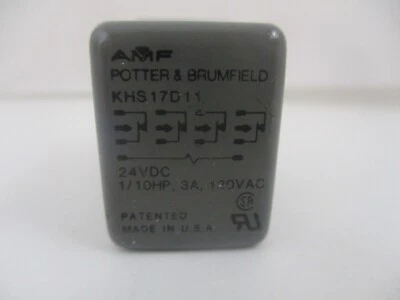 AMF
POTTER & BRUMFIELD
KHS17D11
24VDC
1/10HP, 3A, 120VAC
PATENTED
MADE IN U.S.A.